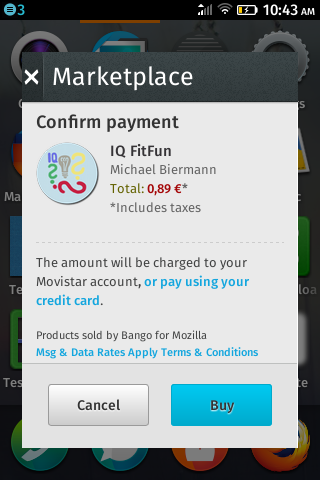 3
10:43 AM
Marketplace
Confirm payment
IQ
IQ FitFun
Michael Biermann
Total: 0,89 €*
*Includes taxes
The amount will be charged to your
Movistar account, or pay using your
credit card.
Products sold by Bango for Mozilla
Msg & Data Rates Apply Terms & Conditions
Cancel
Buy